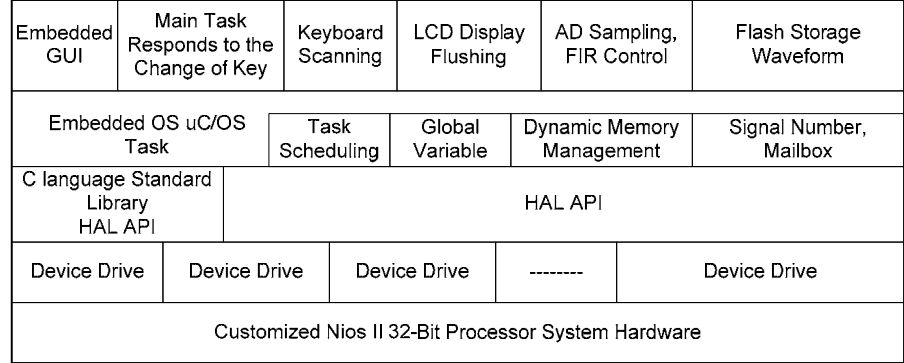 Embedded
GUI
Main Task
Responds to the
Change of Key
Keyboard
Scanning
LCD Display
Flushing
AD Sampling,
FIR Control
Flash Storage
Waveform
Embedded OS uC/OS
Task
Task
Scheduling
Global
Variable
Dynamic Memory
Management
Signal Number,
Mailbox
C language Standard
Library
HAL API
HAL API
Device Drive
Device Drive
Device Drive
--------
Device Drive
Customized Nios II 32-Bit Processor System Hardware